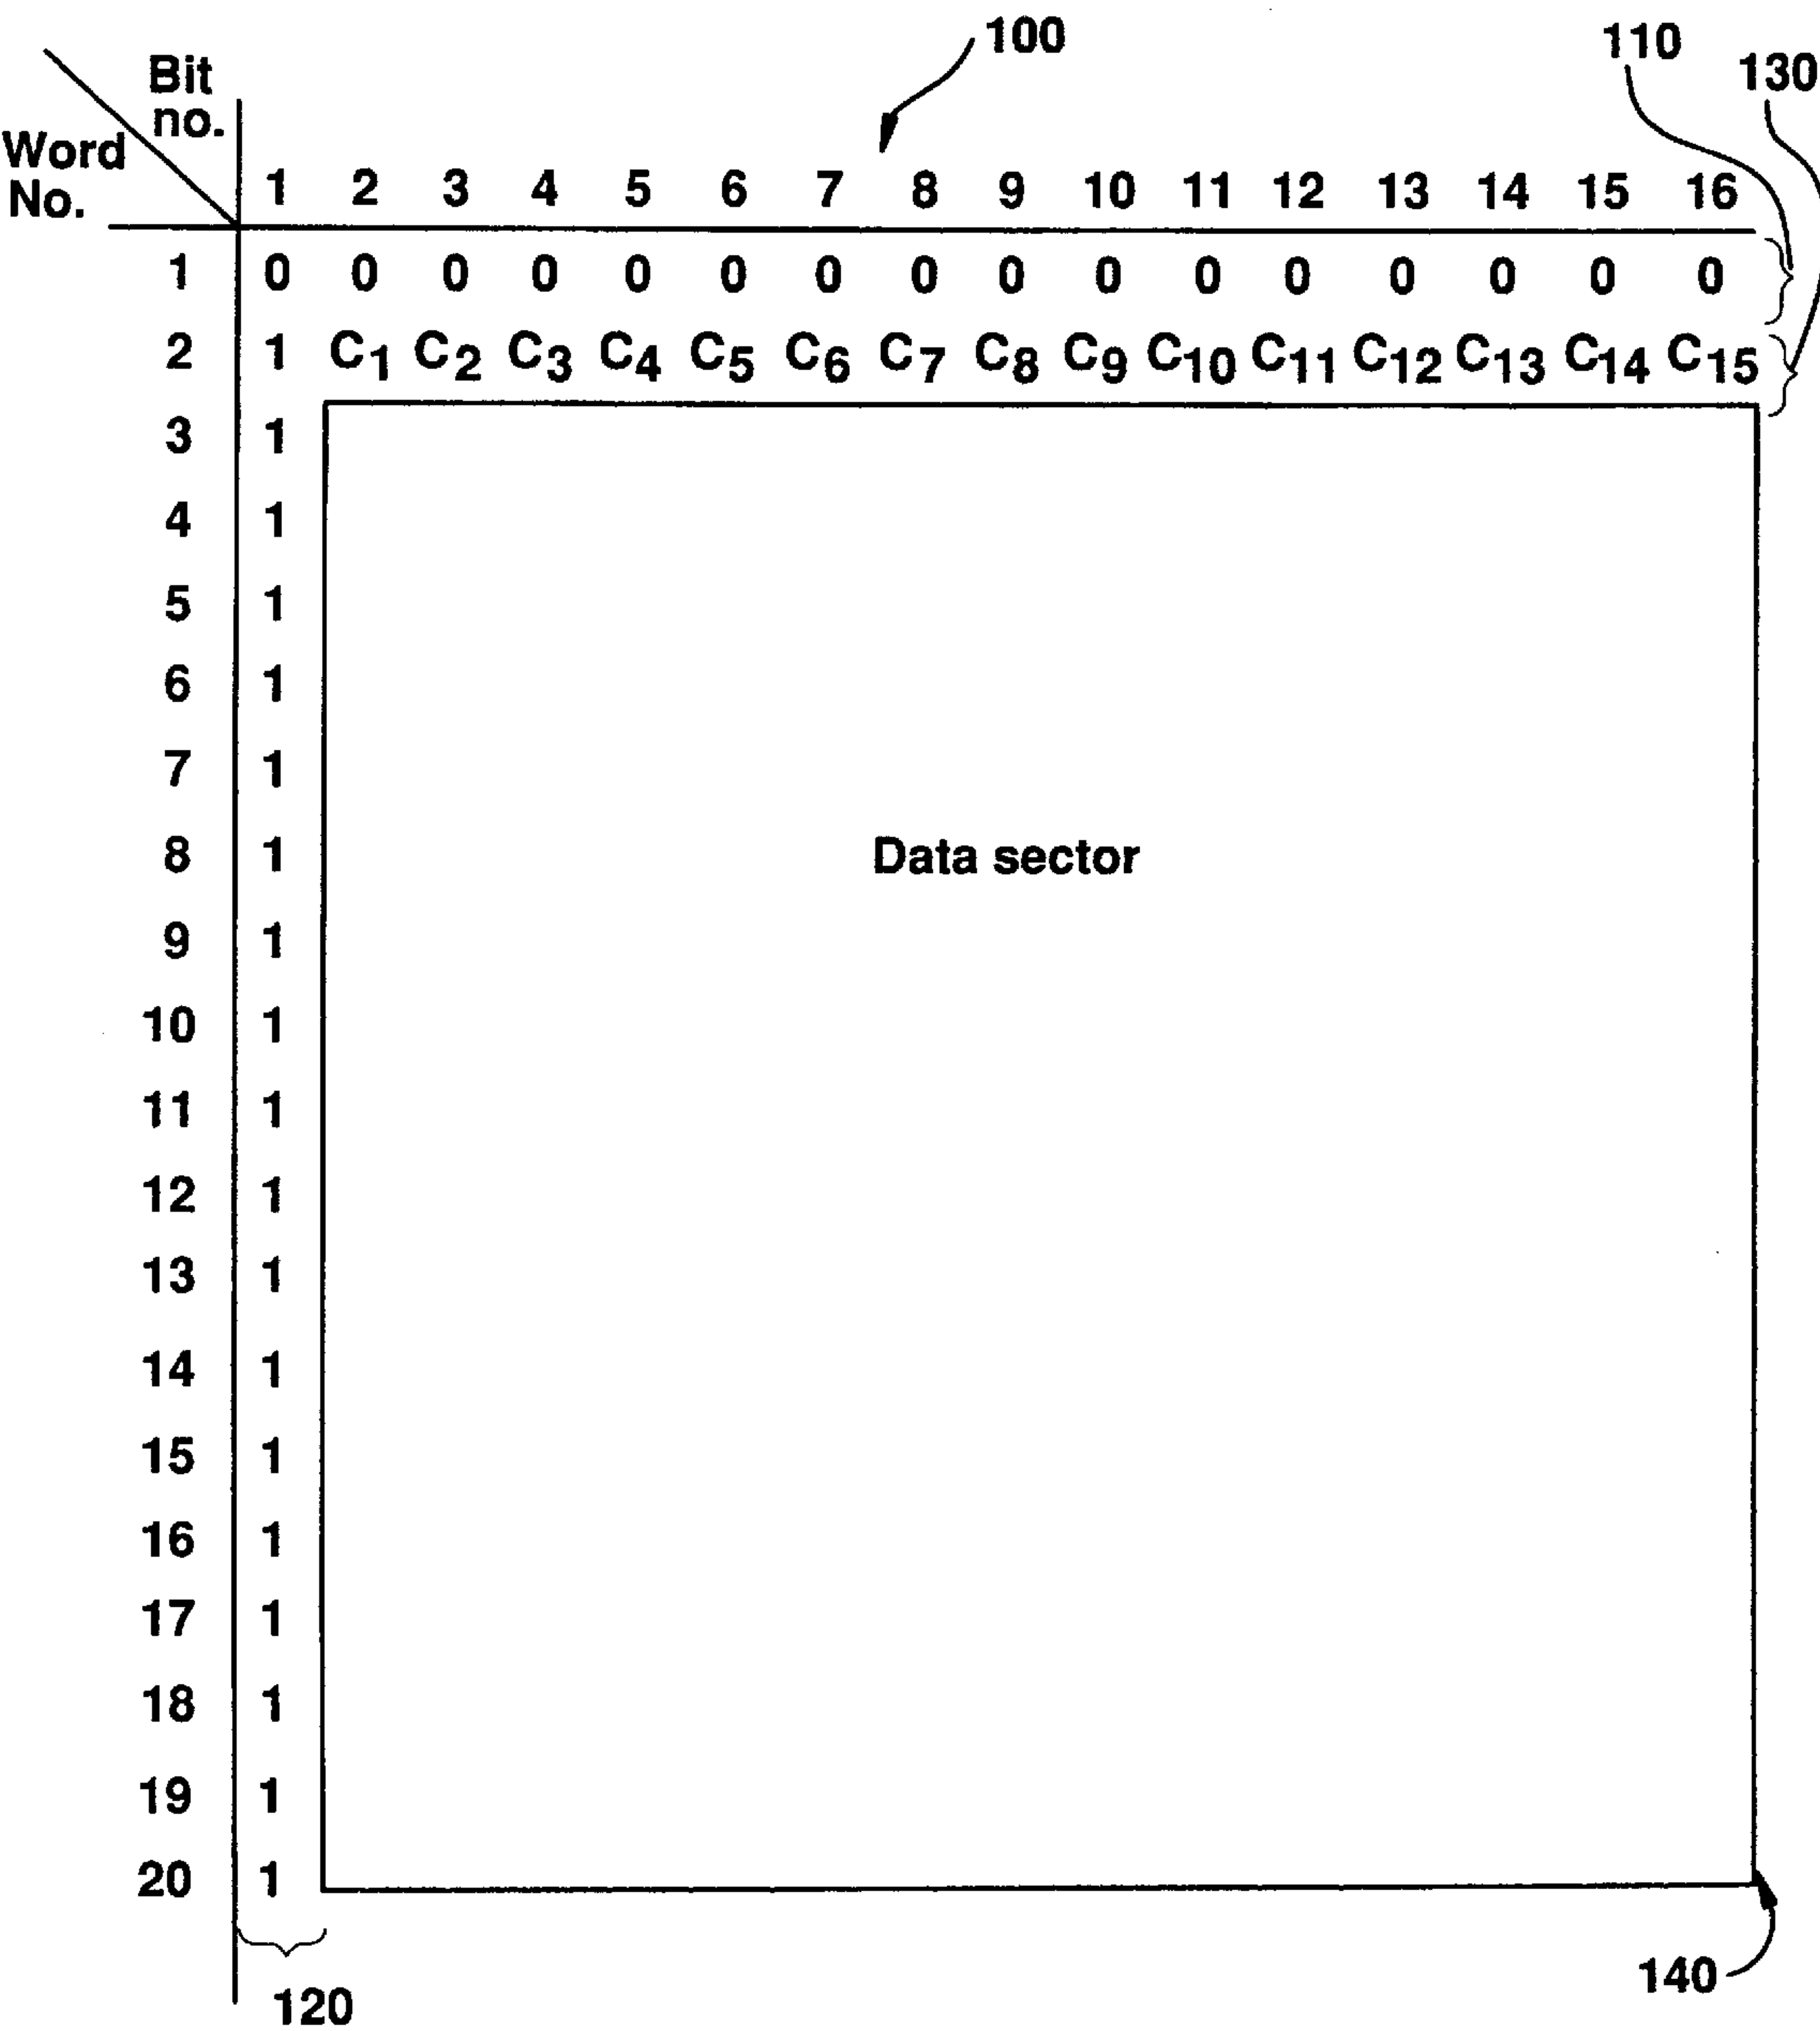 100
110
130
Bit
no.
Word
No.
1 2 3 4 5 6 7 8 9 10 11 12 13 14 15 16
1 0 0 0 0 0 0 0 0 0 0 0 0 0 0 0 0
2 1 C1 C2 C3 C4 C5 C6 C7 C8 C9 C10 C11 C12 C13 C14 C15
3 1
4 1
5 1
6 1
7 1
8 1 Data sector
9 1
10 1
11 1
12 1
13 1
14 1
15 1
16 1
17 1
18 1
19 1
20 1
140
120